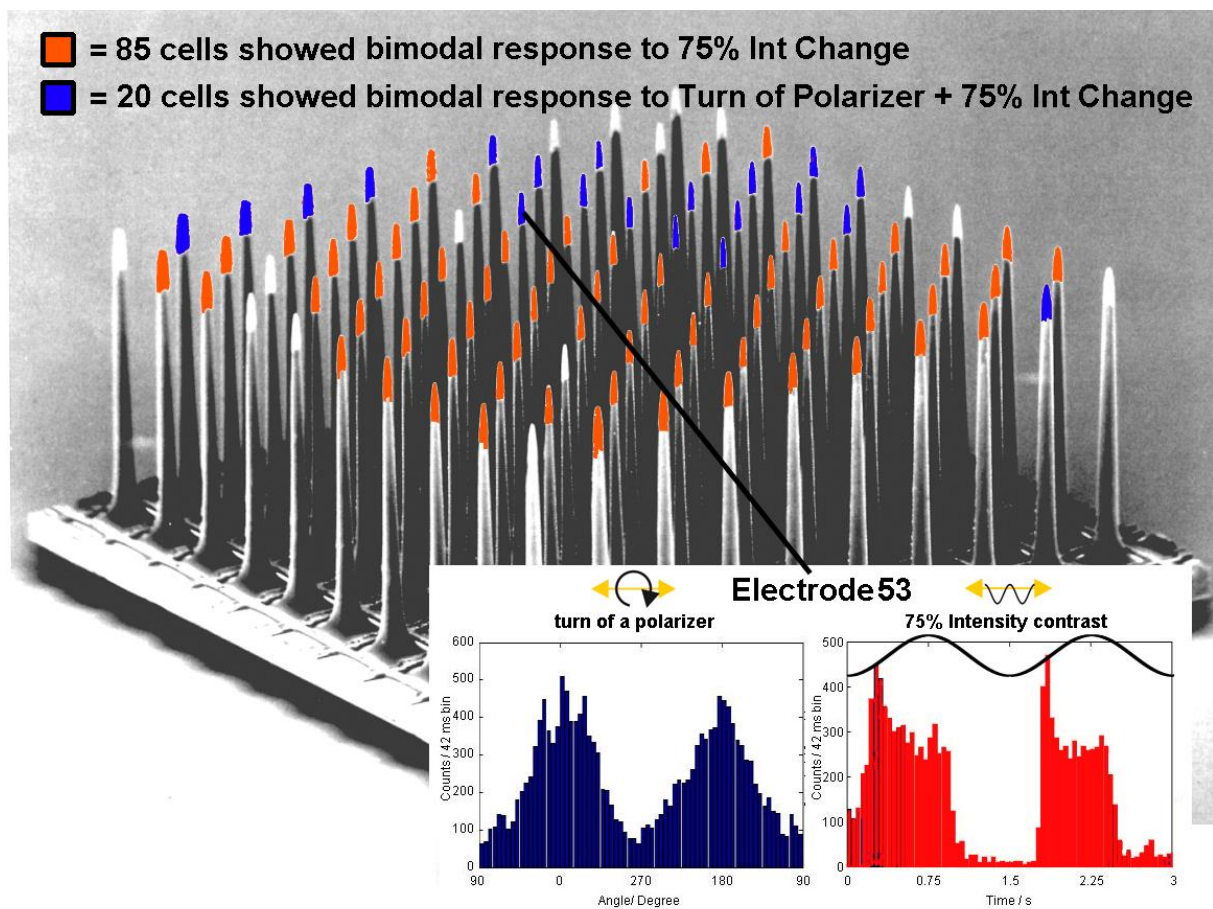 = 85 cells showed bimodal response to 75% Int Change
= 20 cells showed bimodal response to Turn of Polarizer + 75% Int Change
Electrode53
turn of a polarizer
75% Intensity contrast
600
500
400
300
200
100
0
Counts / 42 ms bin
90 0 270 180 90
Angle/ Degree
500
400
300
200
100
0
Counts / 42 ms bin
0 0.75 1.5 2.25 3
Time / s